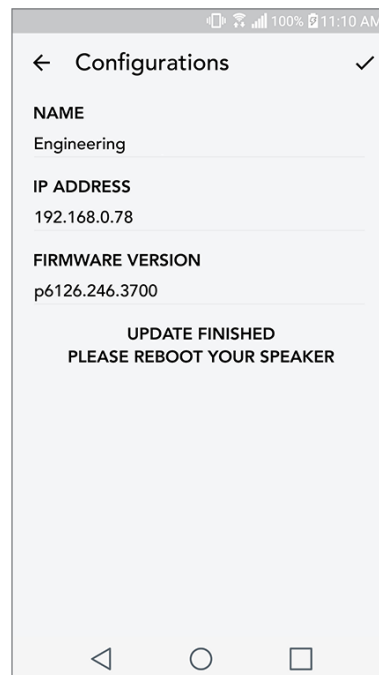 100% 11:10 AM
Configurations
NAME
Engineering
IP ADDRESS
192.168.0.78
FIRMWARE VERSION
p6126.246.3700
UPDATE FINISHED
PLEASE REBOOT YOUR SPEAKER